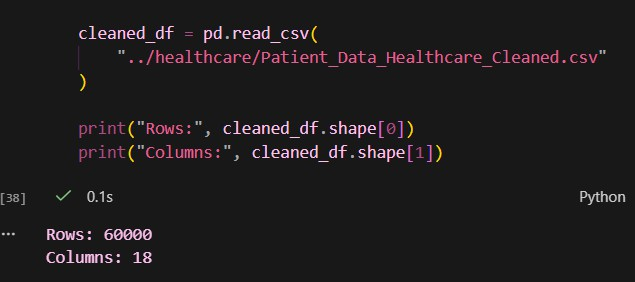 cleaned_df = pd.read_csv(
"../healthcare/Patient_Data_Healthcare_Cleaned.csv"
)
print("Rows:", cleaned_df.shape[0])
print("Columns:", cleaned_df.shape[1])
[38] ✓ 0.1s Python
... Rows: 60000
Columns: 18